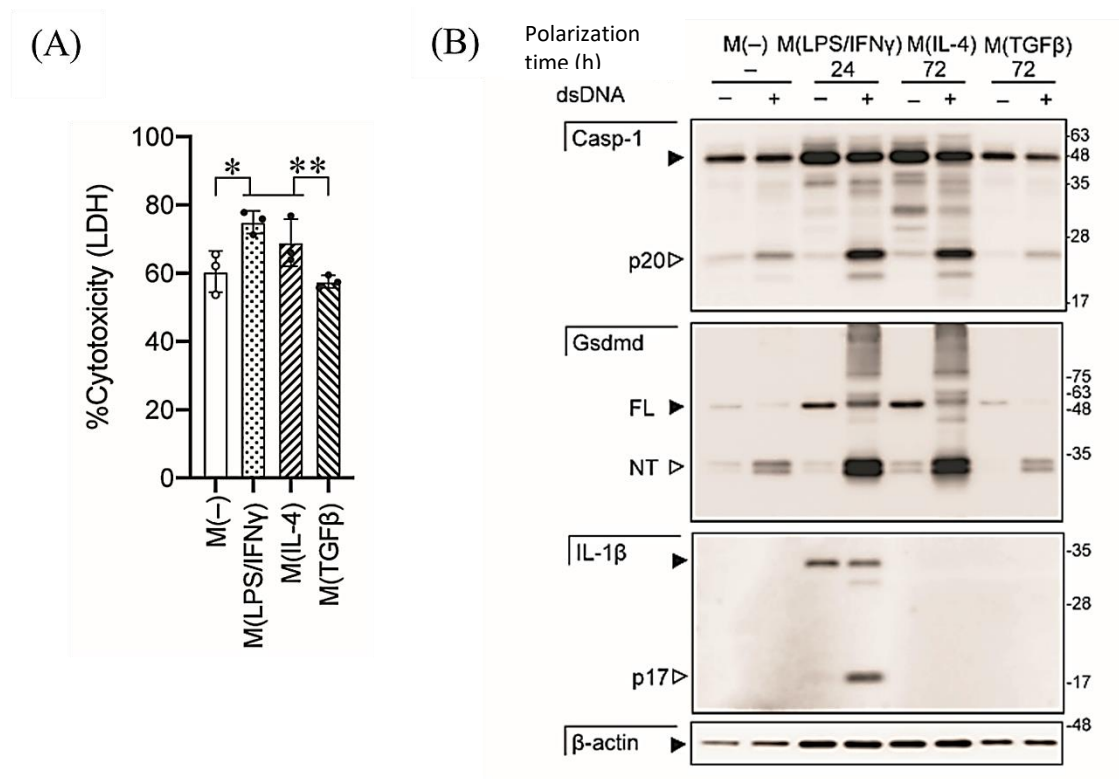 (A)
%Cytotoxicity (LDH)
100
80
60
40
20
0
*
**
M(–)
M(LPS/IFNγ)
M(IL-4)
M(TGFβ)
(B)
Polarization
time (h)
M(–) M(LPS/IFNγ) M(IL-4) M(TGFβ)
– 24 72 72
dsDNA – + – + – + – +
Casp-1
p20
-63
-48
-35
-28
-17
Gsdmd
FL
NT
-75
-63
-48
-35
IL-1β
p17
-35
-28
-17
β-actin
-48